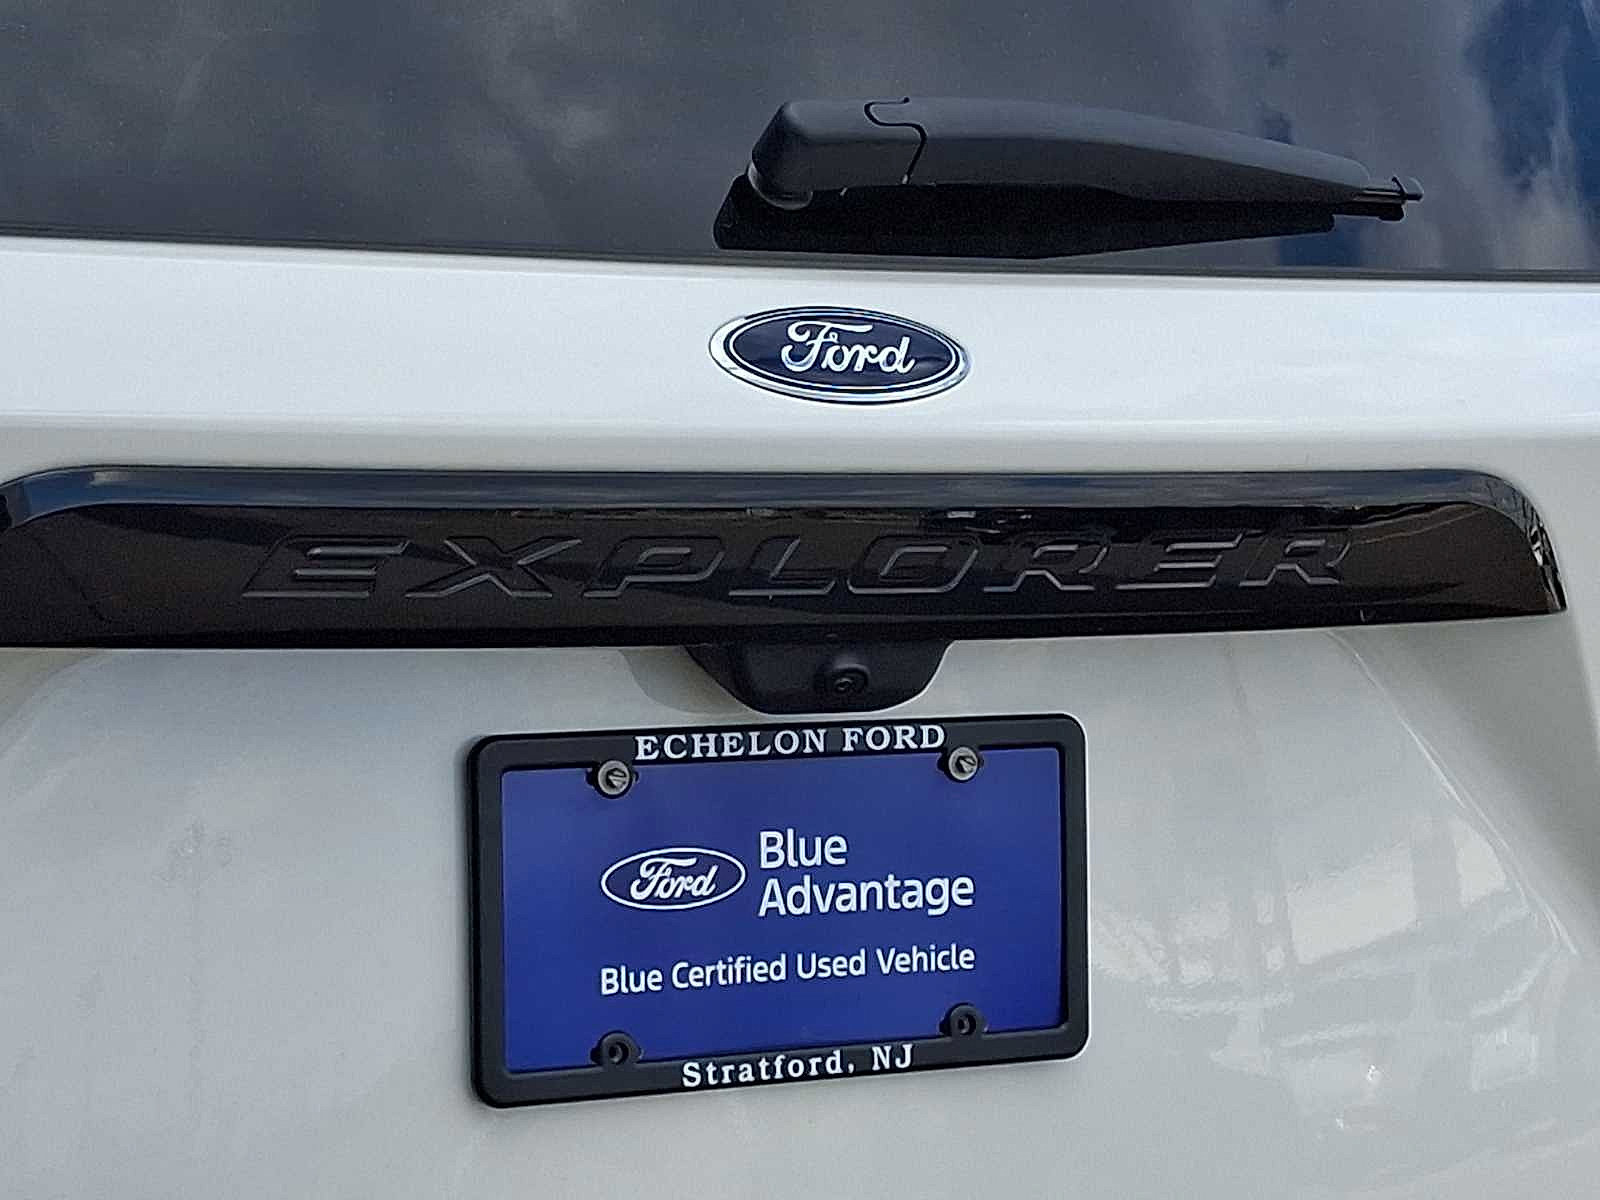 Ford
EXPLORER
ECHELON FORD
Ford
Blue
Advantage
Blue Certified Used Vehicle
Stratford, NJ